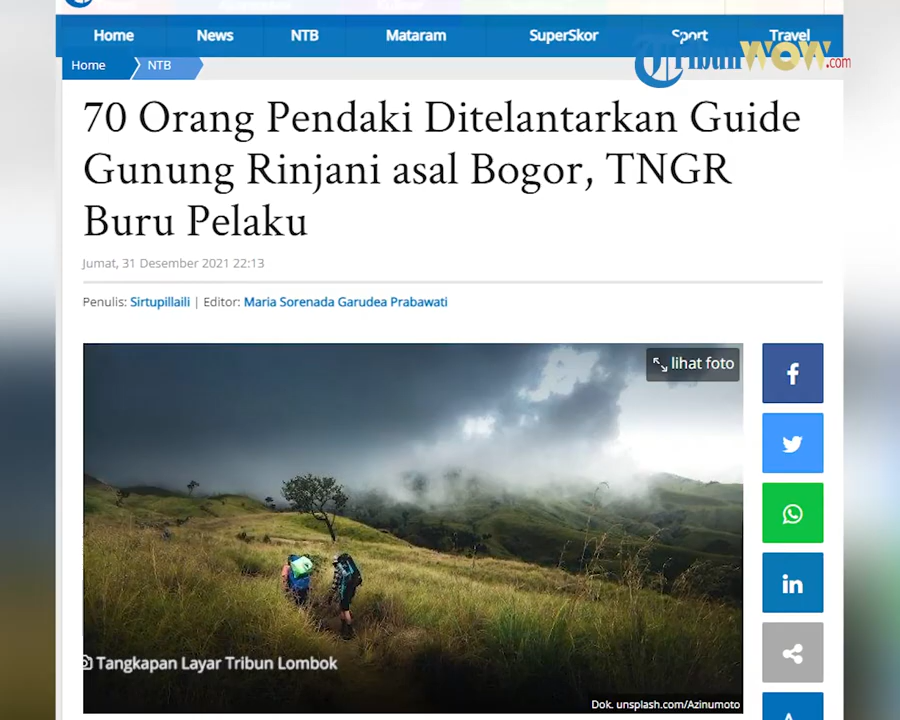 Home News NTB Mataram SuperSkor Sport Travel
TribunWOW.com
Home NTB
70 Orang Pendaki Ditelantarkan Guide
Gunung Rinjani asal Bogor, TNGR
Buru Pelaku
Jumat, 31 Desember 2021 22:13
Penulis: Sirtupillaili | Editor: Maria Sorenada Garudea Prabawati
lihat foto
Tangkapan Layar Tribun Lombok
Dok. unsplash.com/Azinumoto